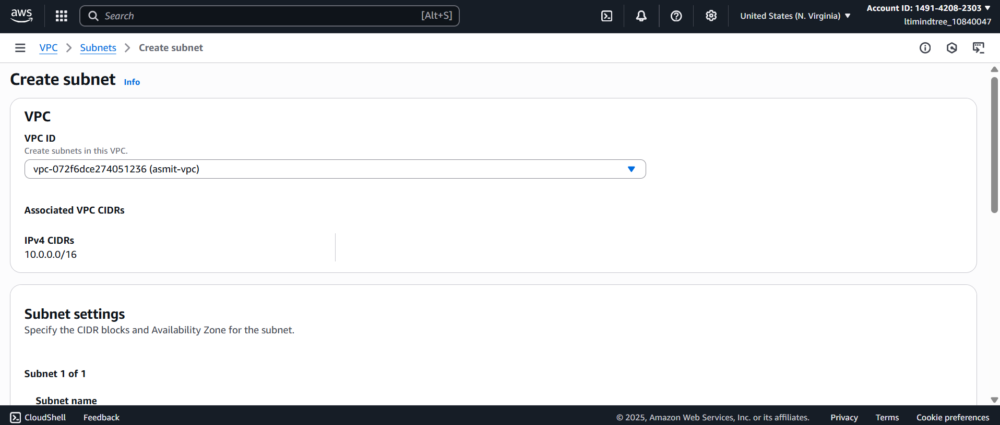 aws
Search [Alt+S]
United States (N. Virginia)
Account ID: 1491-4208-2303
ltimindtree_10840047
VPC Subnets Create subnet
Create subnet Info
VPC
VPC ID
Create subnets in this VPC.
vpc-072f6dce274051236 (asmit-vpc)
Associated VPC CIDRs
IPv4 CIDRs
10.0.0.0/16
Subnet settings
Specify the CIDR blocks and Availability Zone for the subnet.
Subnet 1 of 1
Subnet name
CloudShell Feedback © 2025, Amazon Web Services, Inc. or its affiliates. Privacy Terms Cookie preferences